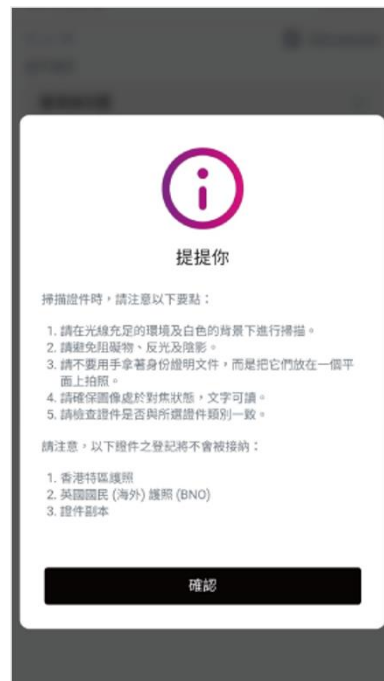 提提你
掃描證件時，請注意以下要點：
1. 請在光線充足的環境及白色的背景下進行掃描。
2. 請避免阻礙物、反光及陰影。
3. 請不要用手拿著身份證明文件，而是把它們放在一個平
面上拍照。
4. 請確保圖像處於對焦狀態，文字可讀。
5. 請檢查證件是否與所選證件類別一致。
請注意，以下證件之登記將不會被接納：
1. 香港特區護照
2. 英國國民 (海外) 護照 (BNO)
3. 證件副本
確認